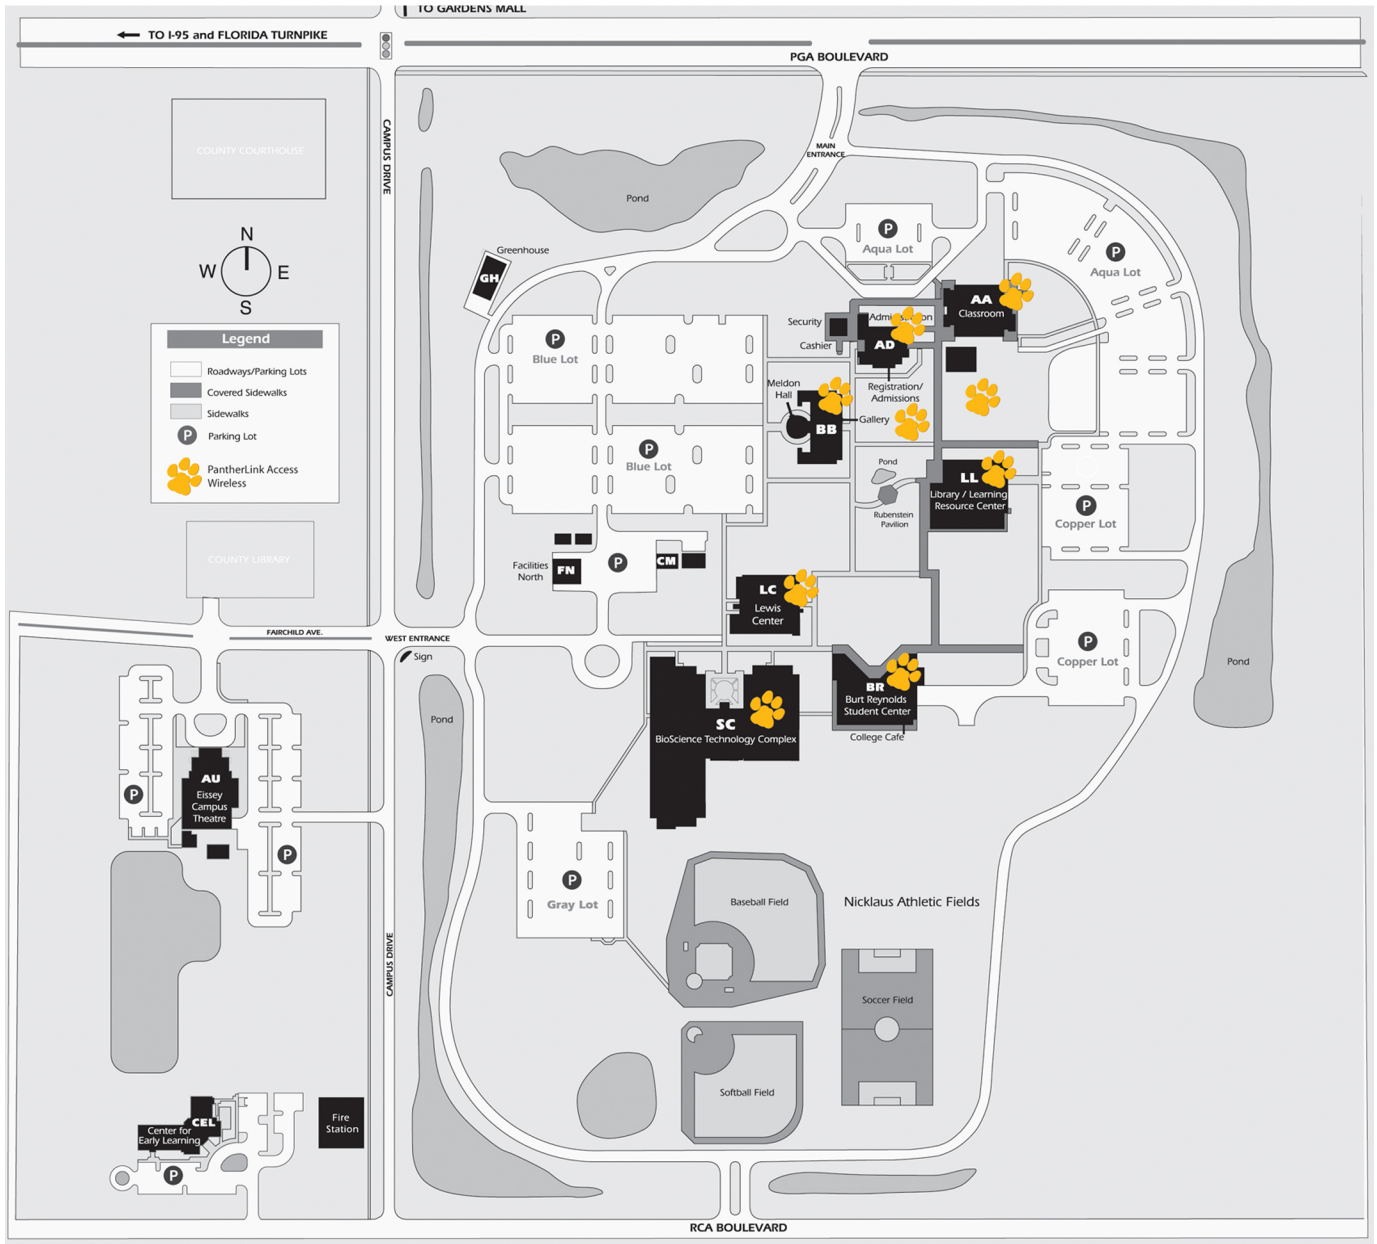 TO GARDENS MALL
TO I-95 and FLORIDA TURNPIKE
PGA BOULEVARD
CAMPUS DRIVE
COUNTY COURTHOUSE
MAIN
ENTRANCE
Pond
P
Aqua Lot
P
Aqua Lot
N
W
E
S
Greenhouse
GH
Legend
Roadways/Parking Lots
Covered Sidewalks
Sidewalks
P
Parking Lot
PantherLink Access
Wireless
P
Blue Lot
P
Blue Lot
Security
Cashier
Admission
AD
Registration/
Admissions
AA
Classroom
Meldon
Hall
BB
Gallery
Pond
Rubenstein
Pavilion
LL
Library / Learning
Resource Center
P
Copper Lot
COUNTY LIBRARY
Facilities
North
FN
P
CM
LC
Lewis
Center
FAIRCHILD AVE.
WEST ENTRANCE
Sign
P
Copper Lot
Pond
Pond
SC
BioScience Technology Complex
BR
Burt Reynolds
Student Center
College Cafe
P
AU
Eissey
Campus
Theatre
P
P
Gray Lot
CAMPUS DRIVE
Baseball Field
Nicklaus Athletic Fields
Soccer Field
Softball Field
CEL
Center for
Early Learning
P
Fire
Station
RCA BOULEVARD